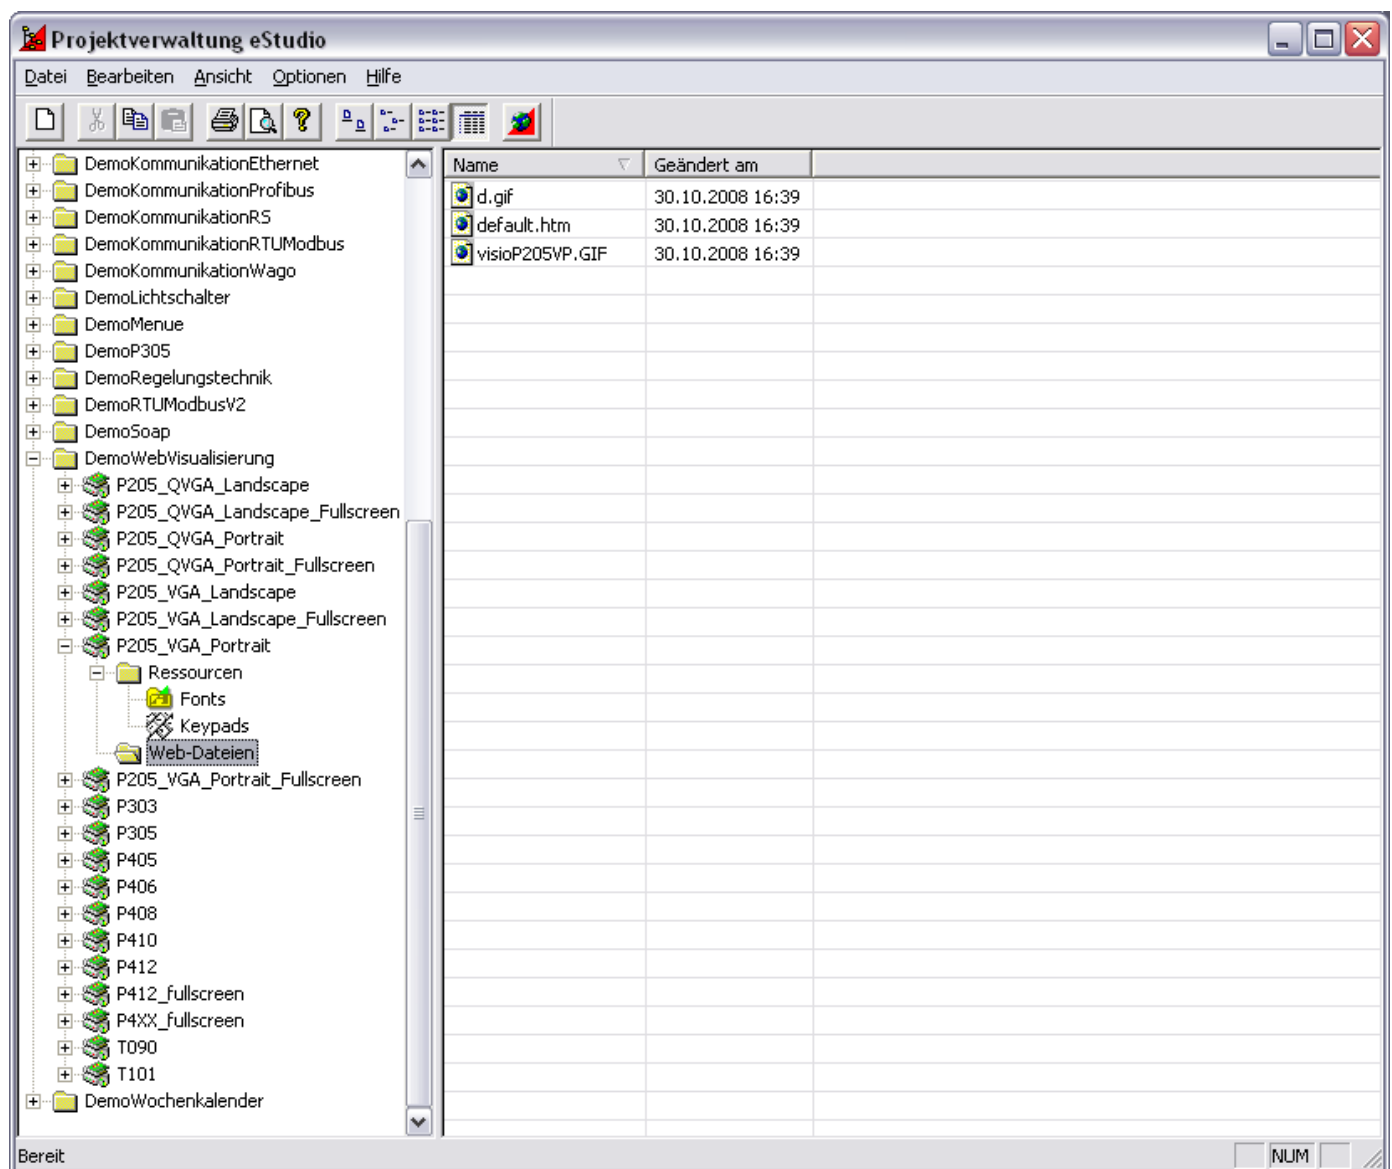 Projektverwaltung eStudio
Datei Bearbeiten Ansicht Optionen Hilfe
DemoKommunikationEthernet
DemoKommunikationProfibus
DemoKommunikationRS
DemoKommunikationRTUModbus
DemoKommunikationWago
DemoLichtschalter
DemoMenue
DemoP305
DemoRegelungstechnik
DemoRTUModbusV2
DemoSoap
DemoWebVisualisierung
P205_QVGA_Landscape
P205_QVGA_Landscape_Fullscreen
P205_QVGA_Portrait
P205_QVGA_Portrait_Fullscreen
P205_VGA_Landscape
P205_VGA_Landscape_Fullscreen
P205_VGA_Portrait
Ressourcen
Fonts
Keypads
Web-Dateien
P205_VGA_Portrait_Fullscreen
P303
P305
P405
P406
P408
P410
P412
P412_fullscreen
P4XX_fullscreen
T090
T101
DemoWochenkalender
Name Geändert am
d.gif 30.10.2008 16:39
default.htm 30.10.2008 16:39
visioP205VP.GIF 30.10.2008 16:39
Bereit NUM